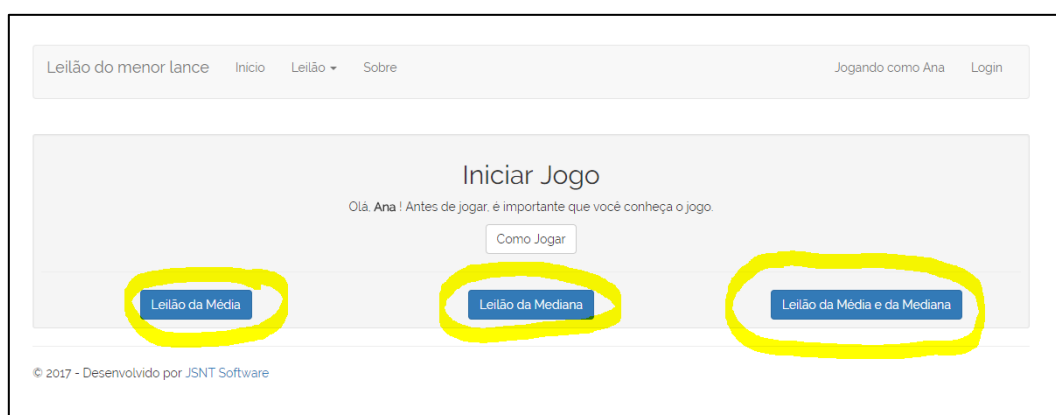 Leilão do menor lance Inicio Leilão Sobre Jogando como Ana Login
Iniciar Jogo
Olá, Ana ! Antes de jogar, é importante que você conheça o jogo.
Como Jogar
Leilão da Média Leilão da Mediana Leilão da Média e da Mediana
© 2017 - Desenvolvido por JSNT Software